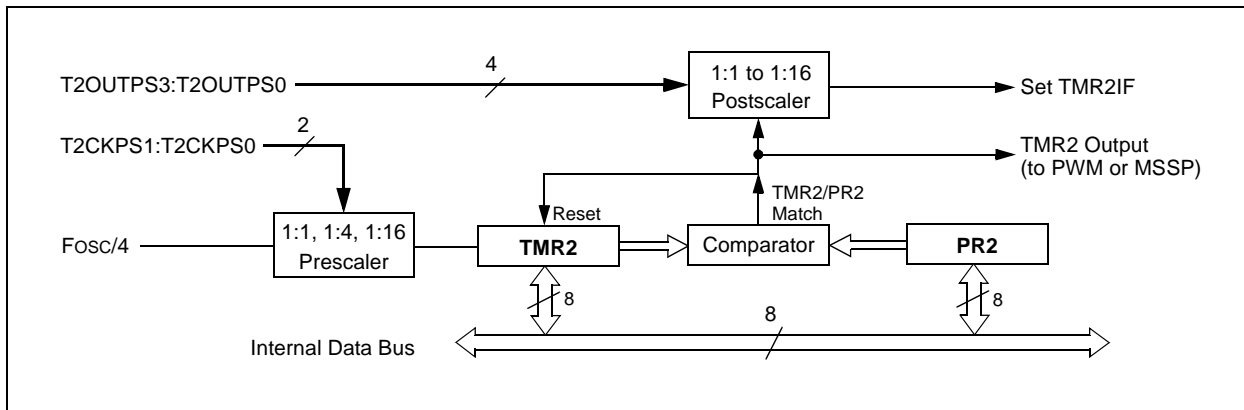 4
1:1 to 1:16
T2OUTPS3:T2OUTPS0
Postscaler
Set TMR2IF
2
T2CKPS1:T2CKPS0
TMR2 Output
(to PWM or MSSP)
TMR2/PR2
Match
Reset
1:1, 1:4, 1:16
Prescaler
FOSC/4
TMR2
Comparator
PR2
8
8
8
Internal Data Bus